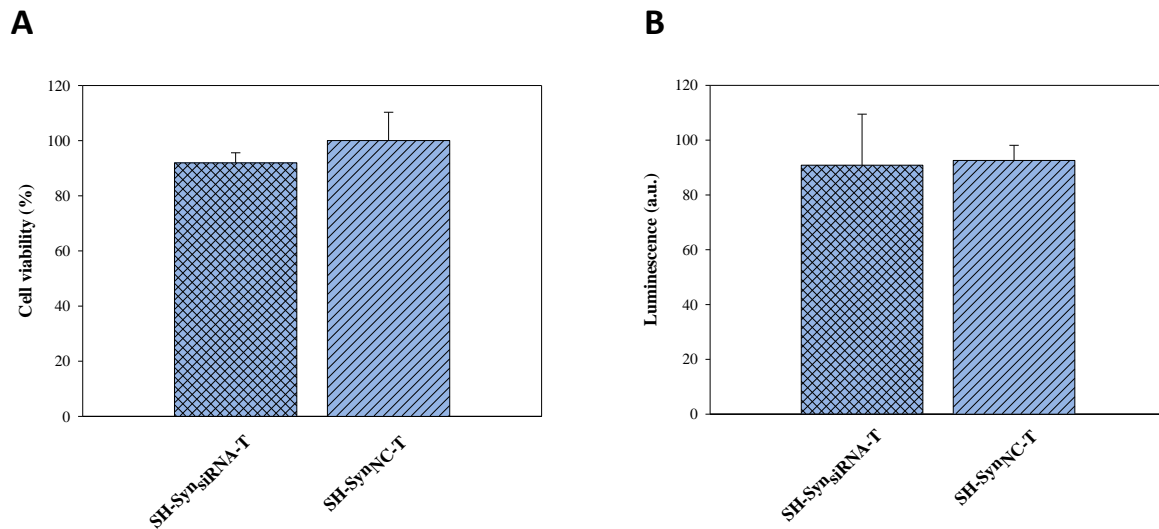 A
B
120
100
80
60
40
20
0
Cell viability (%)
SH-SynsiRNA-T
SH-SynNC-T
120
100
80
60
40
20
0
Luminescence (a.u.)
SH-SynsiRNA-T
SH-SynNC-T